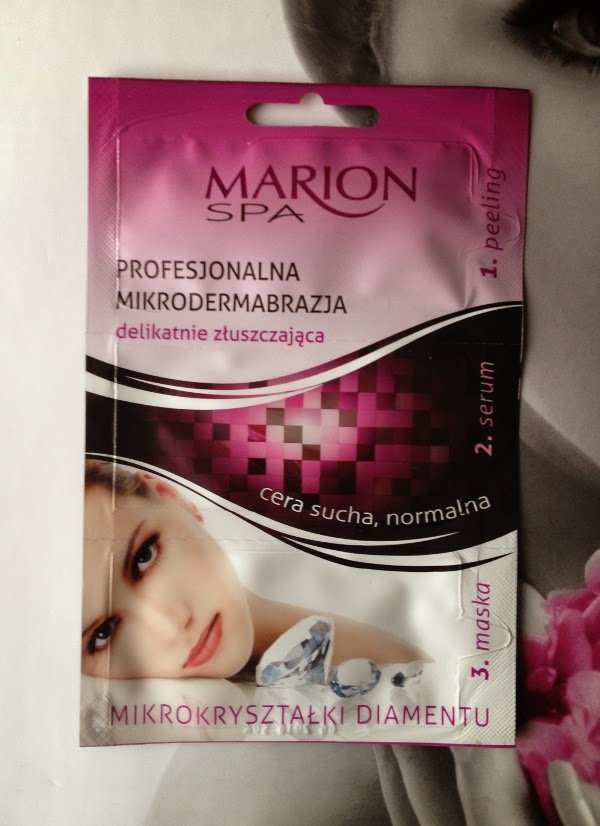 MARION
SPA
PROFESJONALNA
MIKRODERMABRAZJA
delikatnie złuszczająca
1. peeling
2. serum
cera sucha, normalna
3. maska
MIKROKRYSZTAŁKI DIAMENTU